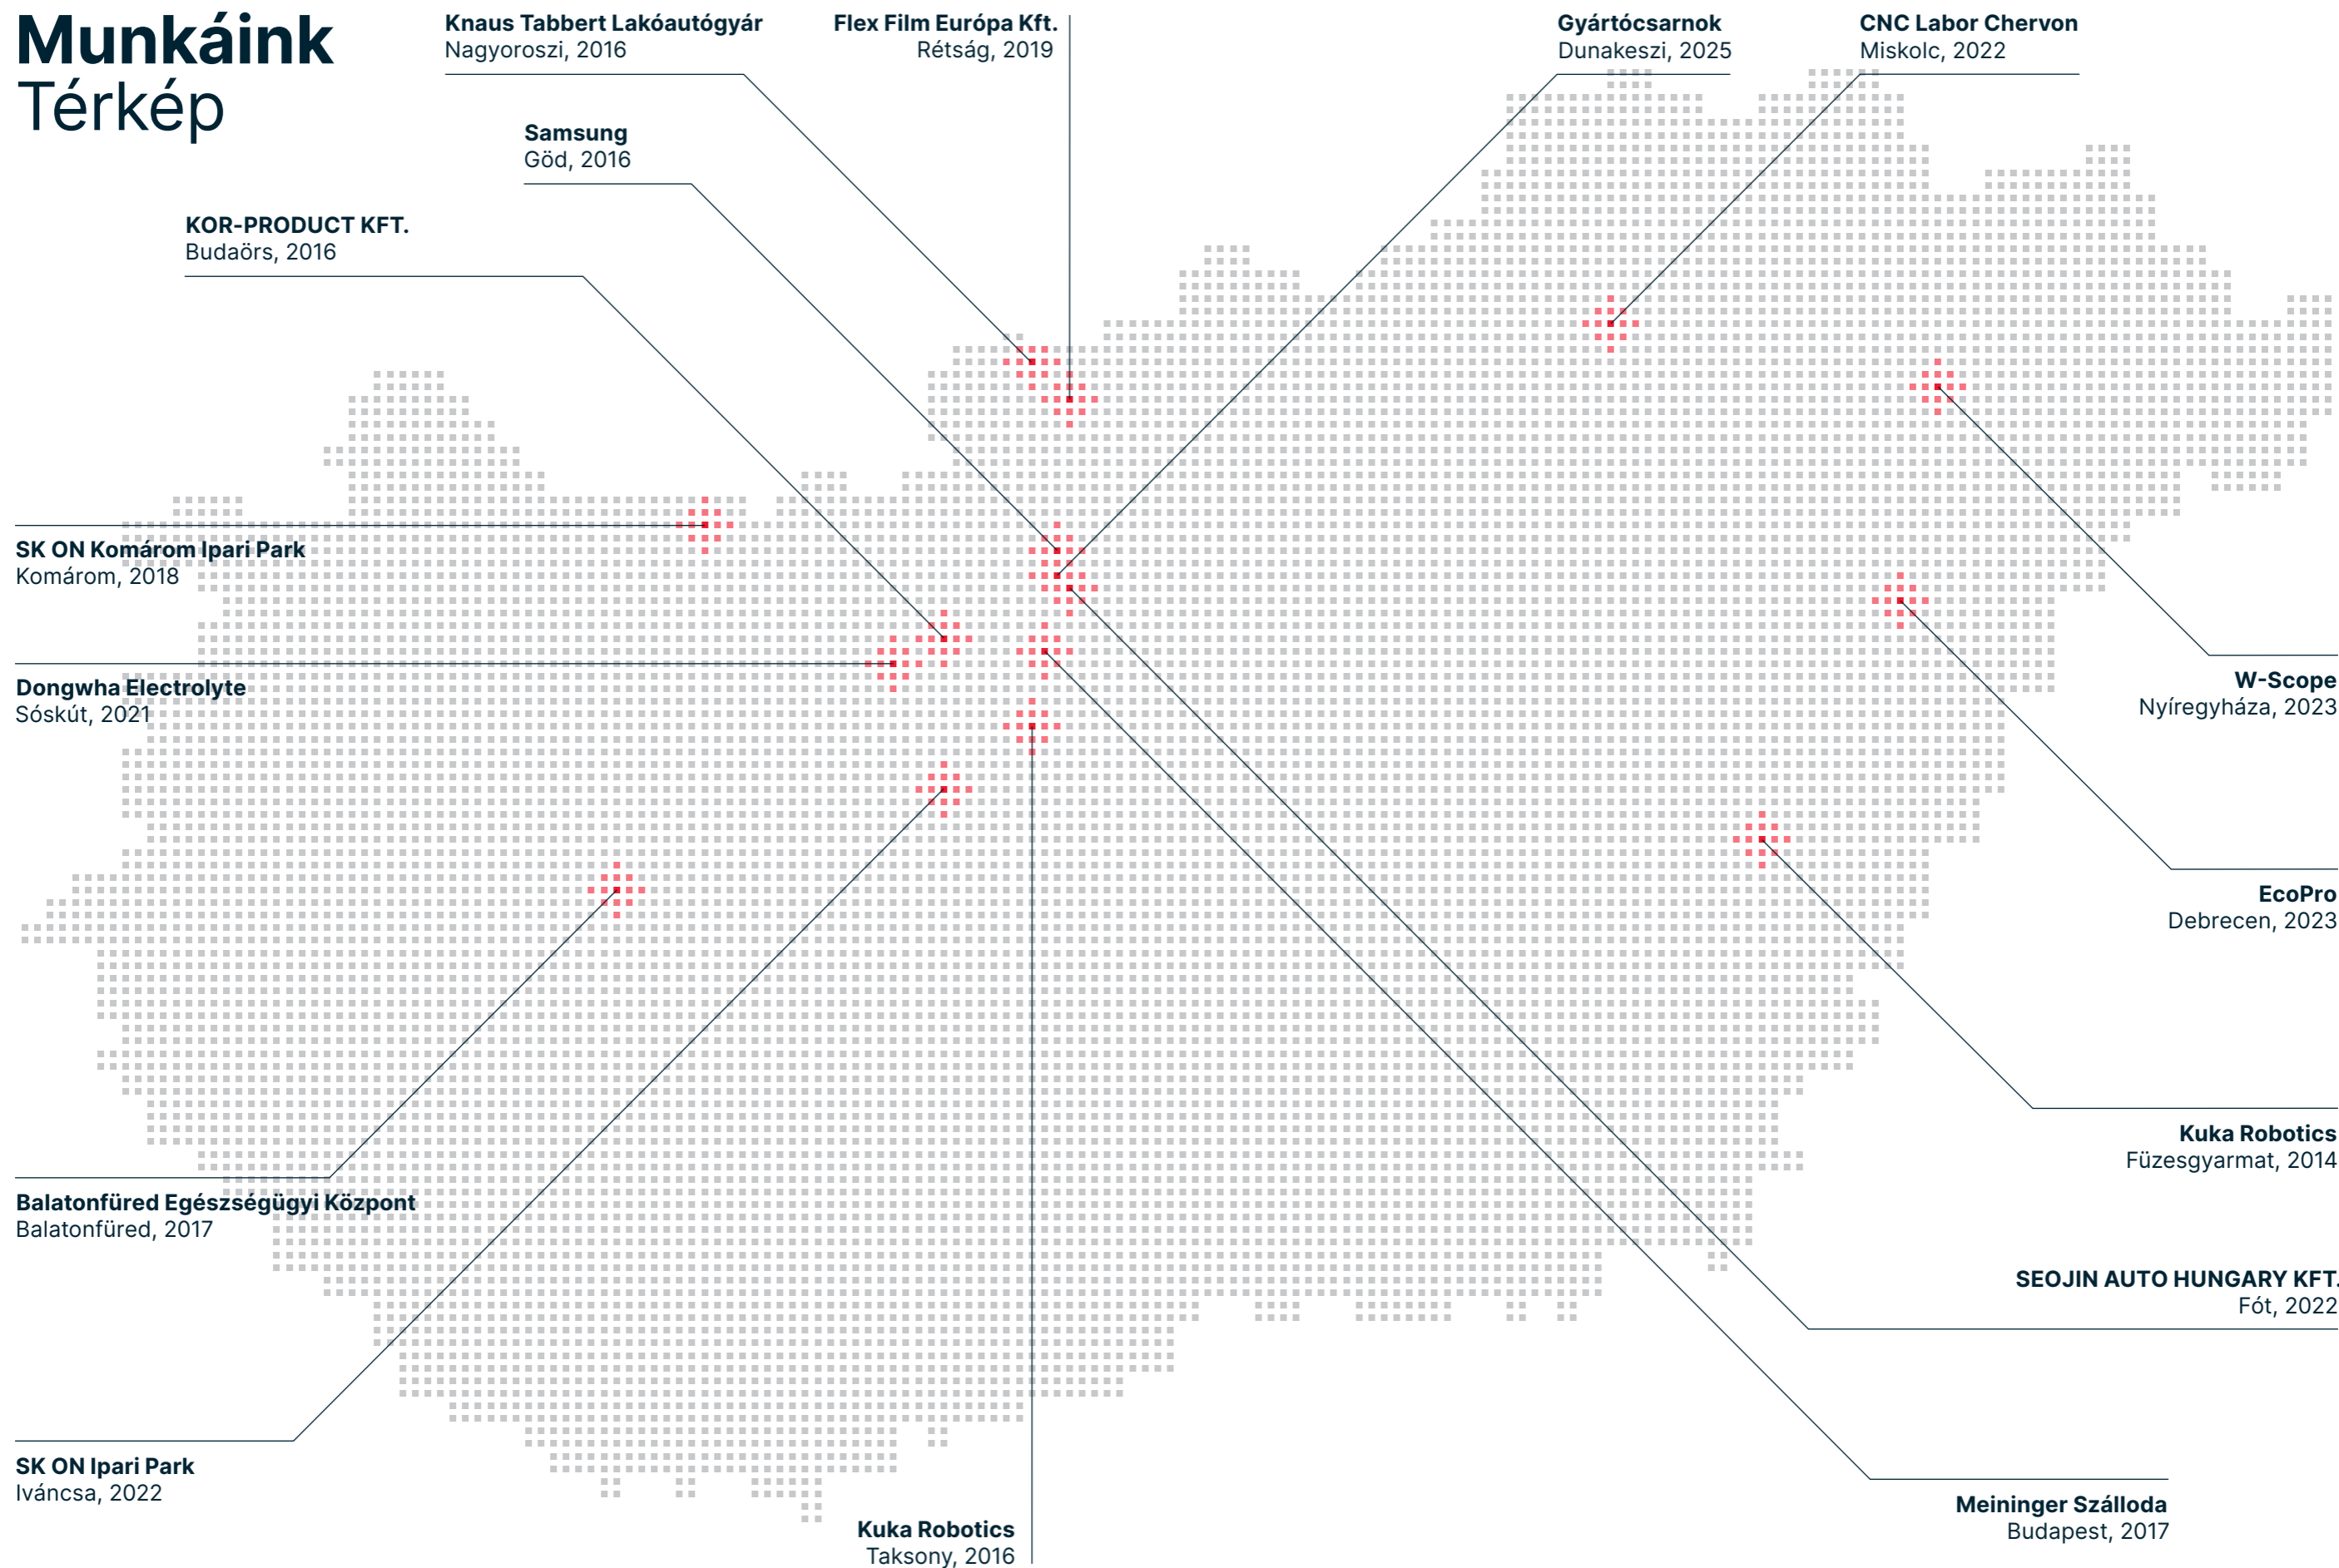 Munkáink
Térkép
Knaus Tabbert Lakóautógyár
Nagyoroszi, 2016
Flex Film Európa Kft.
Rétság, 2019
Gyártócsarnok
Dunakeszi, 2025
CNC Labor Chervon
Miskolc, 2022
Samsung
Göd, 2016
KOR-PRODUCT KFT.
Budaörs, 2016
SK ON Komárom Ipari Park
Komárom, 2018
Dongwha Electrolyte
Sóskút, 2021
W-Scope
Nyíregyháza, 2023
EcoPro
Debrecen, 2023
Kuka Robotics
Füzesgyarmat, 2014
Balatonfüred Egészségügyi Központ
Balatonfüred, 2017
SEOJIN AUTO HUNGARY KFT.
Fót, 2022
SK ON Ipari Park
Iváncsa, 2022
Meininger Szálloda
Budapest, 2017
Kuka Robotics
Taksony, 2016